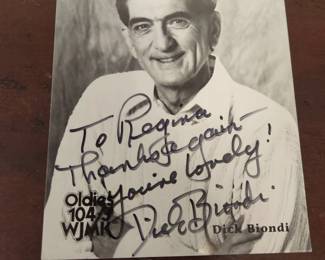 To Regina
Thanks again -
You're Lovely!
Dick Biondi
Oldies
104.3
WJMK
Dick Biondi